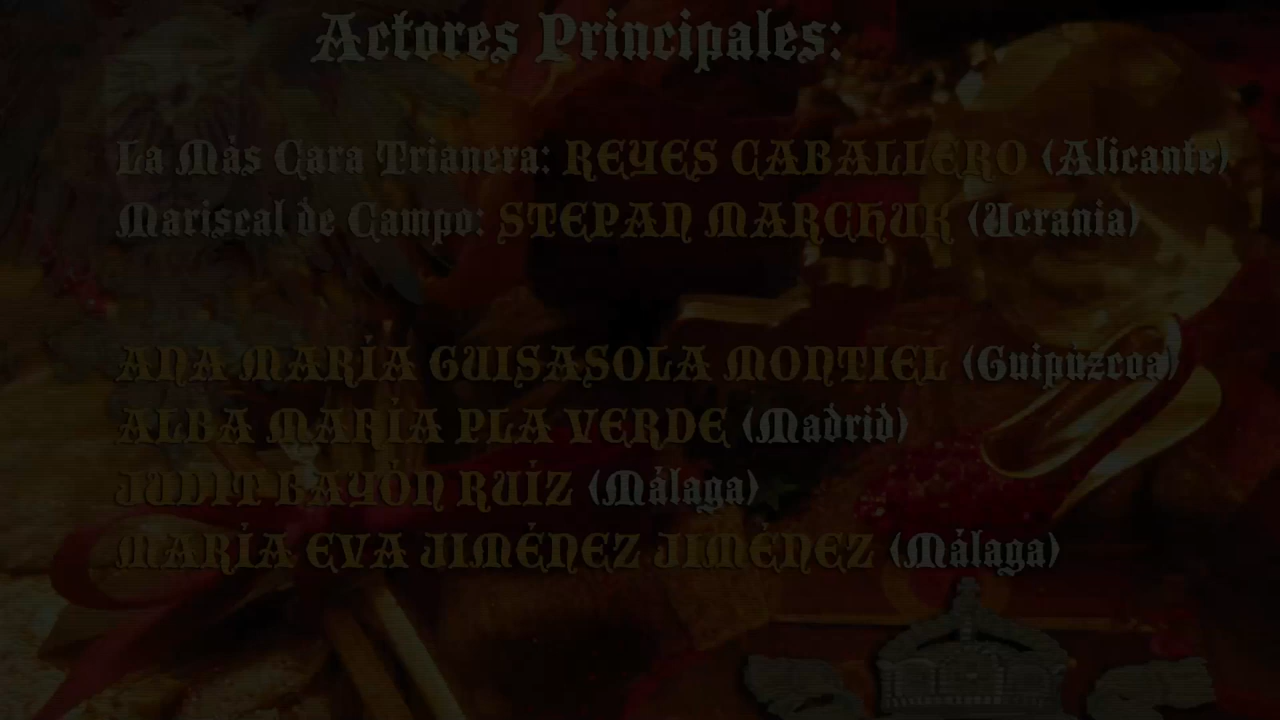 Actores Principales:
La Más Cara Trianera: REYES CABALLERO (Alicante)
Mariscal de Campo: STEPAN MARCHUK (Ucrania)
ANA MARÍA GUISASOLA MONTIEL (Guipúzcoa)
ALBA MARÍA PLA VERDE (Madrid)
JUDIT BAYÓN RUÍZ (Málaga)
MARÍA EVA JIMÉNEZ JIMÉNEZ (Málaga)